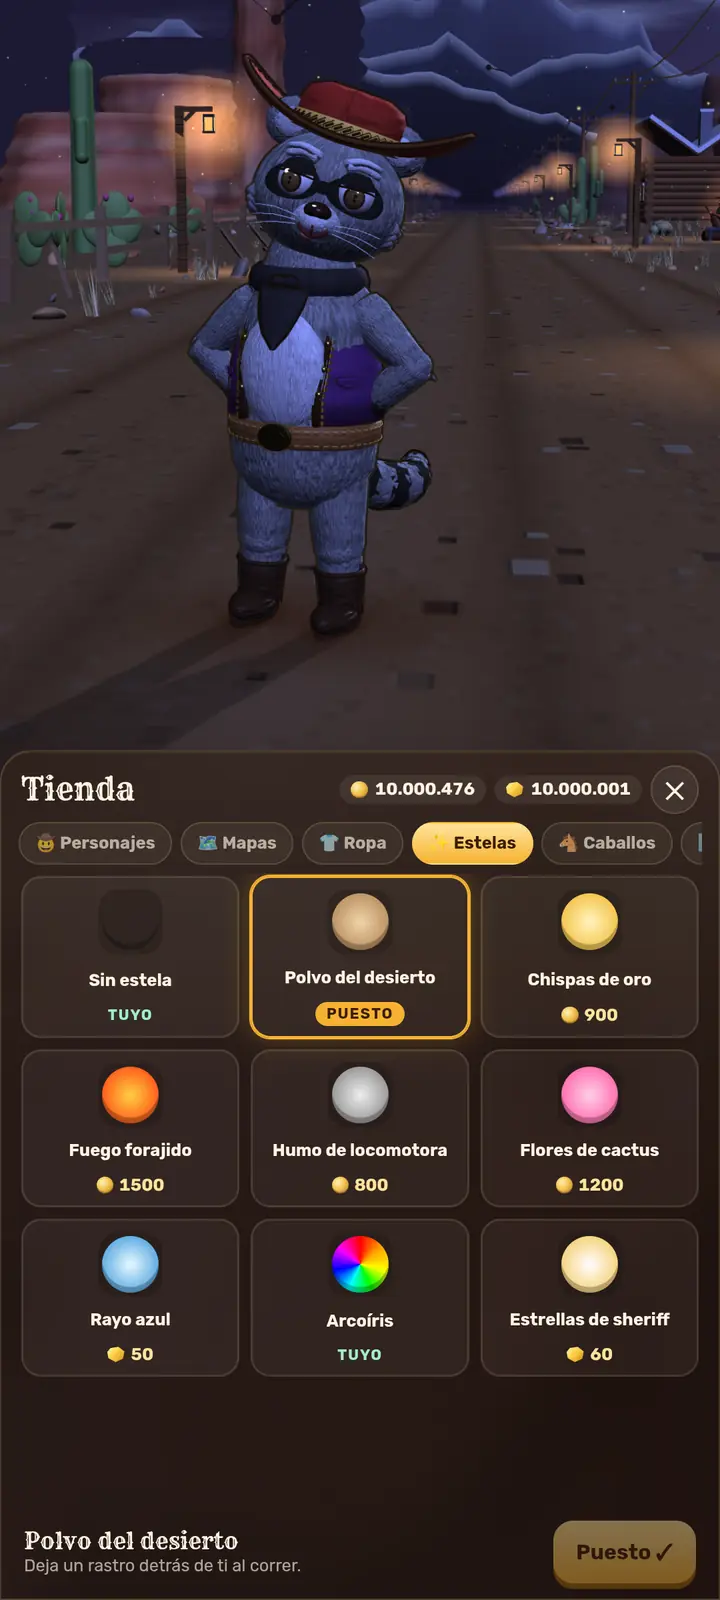 Tienda
10.000.476
10.000.001
Personajes
Mapas
Ropa
Estelas
Caballos
Sin estela
TUYO
Polvo del desierto
PUESTO
Chispas de oro
900
Fuego forajido
1500
Humo de locomotora
800
Flores de cactus
1200
Rayo azul
50
Arcoíris
TUYO
Estrellas de sheriff
60
Polvo del desierto
Deja un rastro detrás de ti al correr.
Puesto ✓